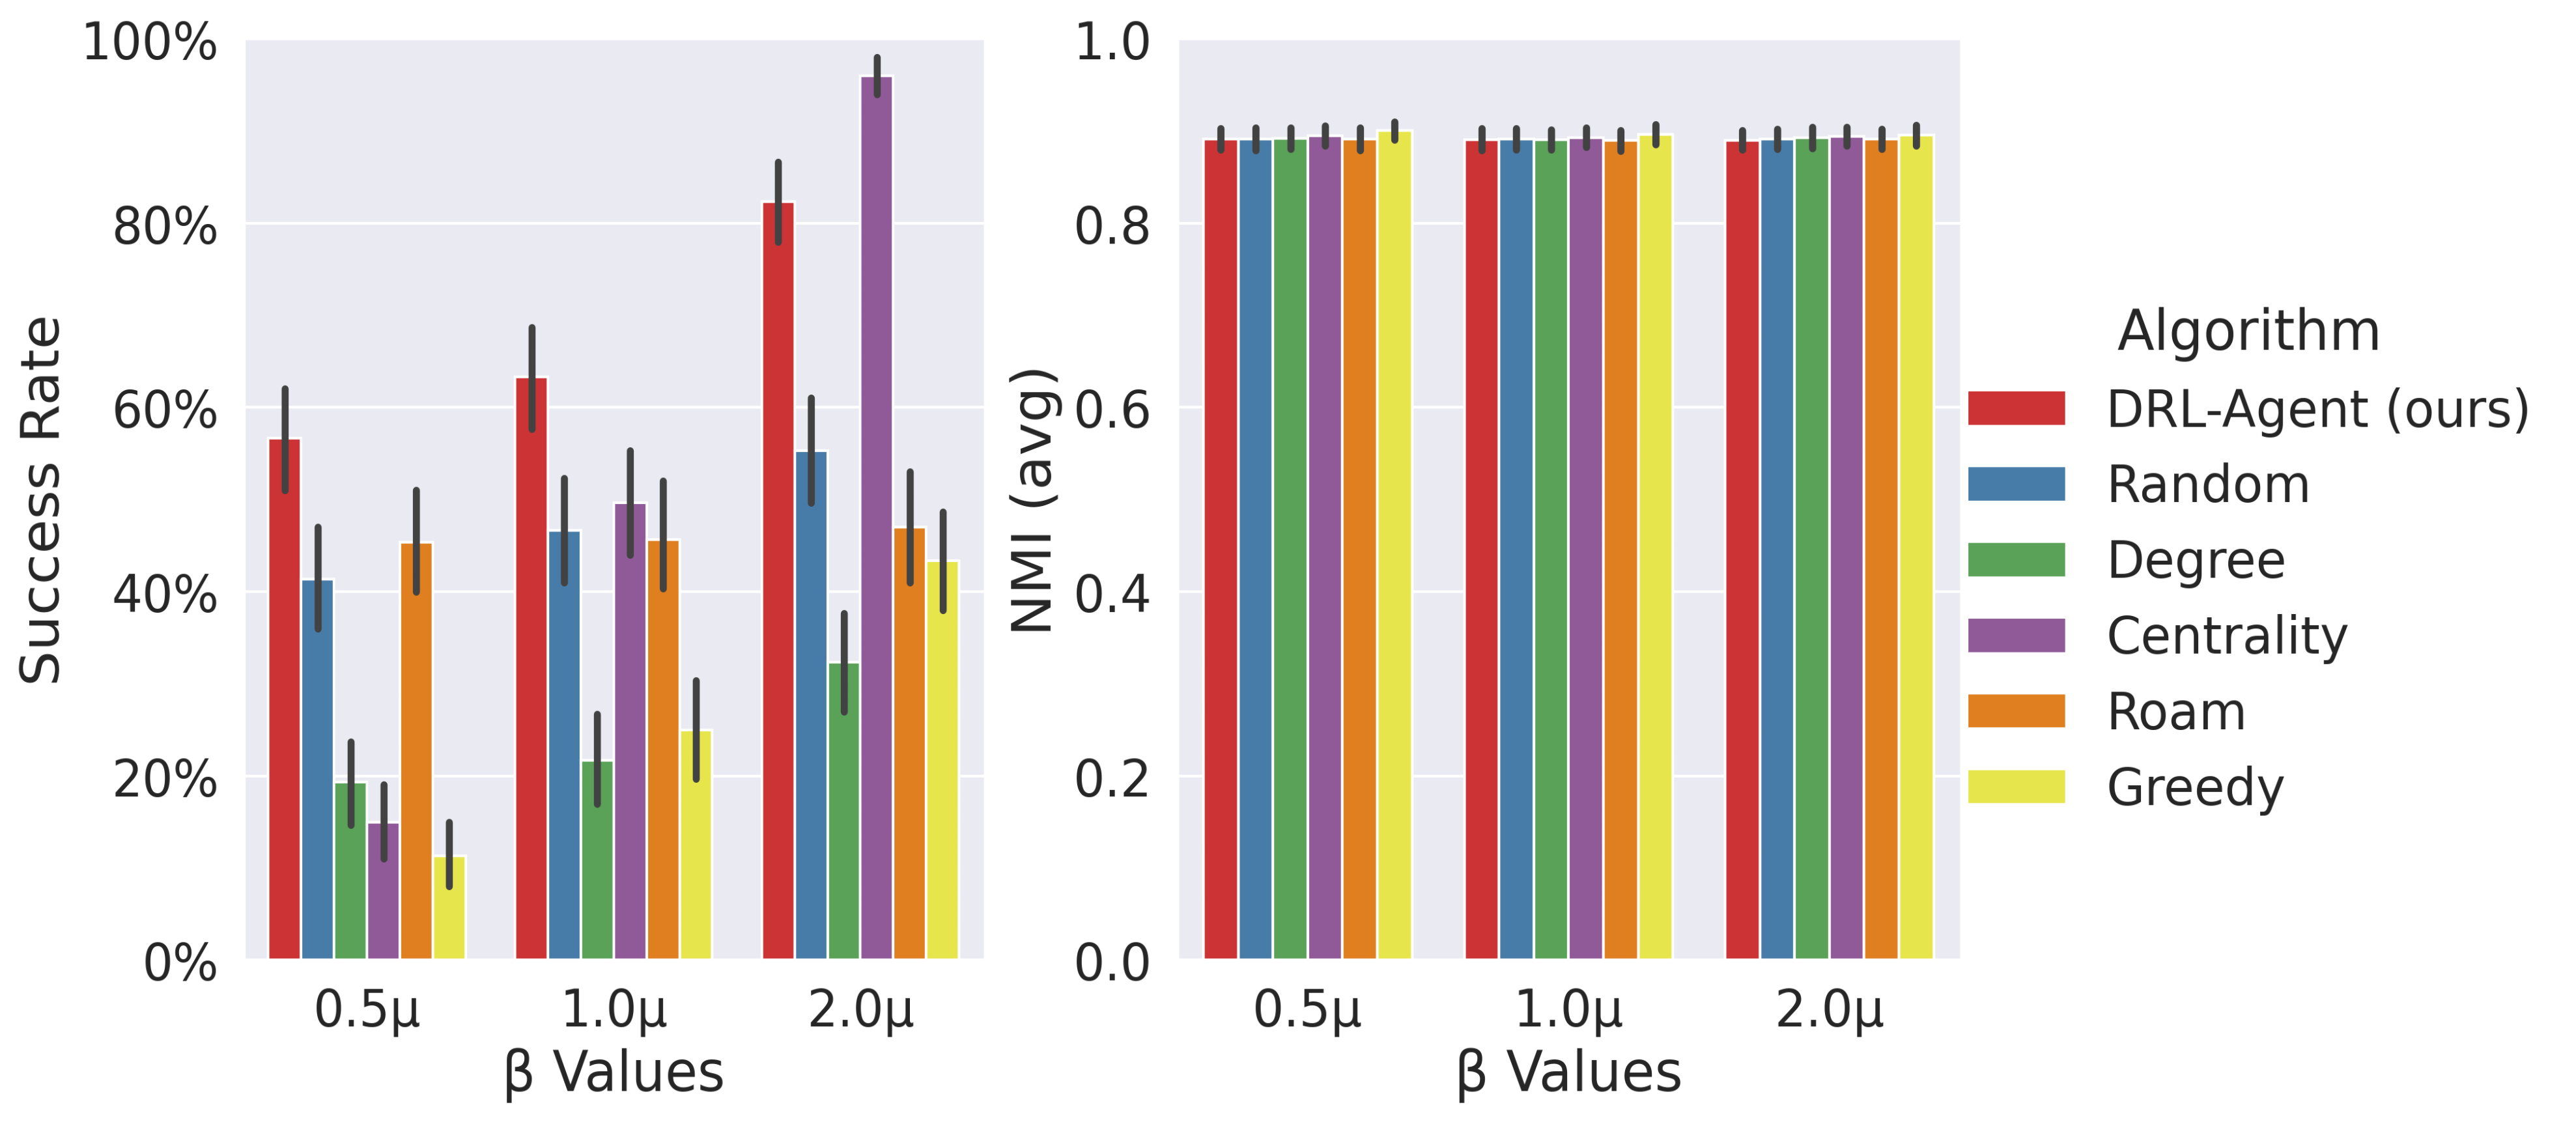 100%
80%
60%
40%
20%
0%
Success Rate
0.5µ 1.0µ 2.0µ
β Values
1.0
0.8
0.6
0.4
0.2
0.0
NMI (avg)
0.5µ 1.0µ 2.0µ
β Values
Algorithm
DRL-Agent (ours)
Random
Degree
Centrality
Roam
Greedy